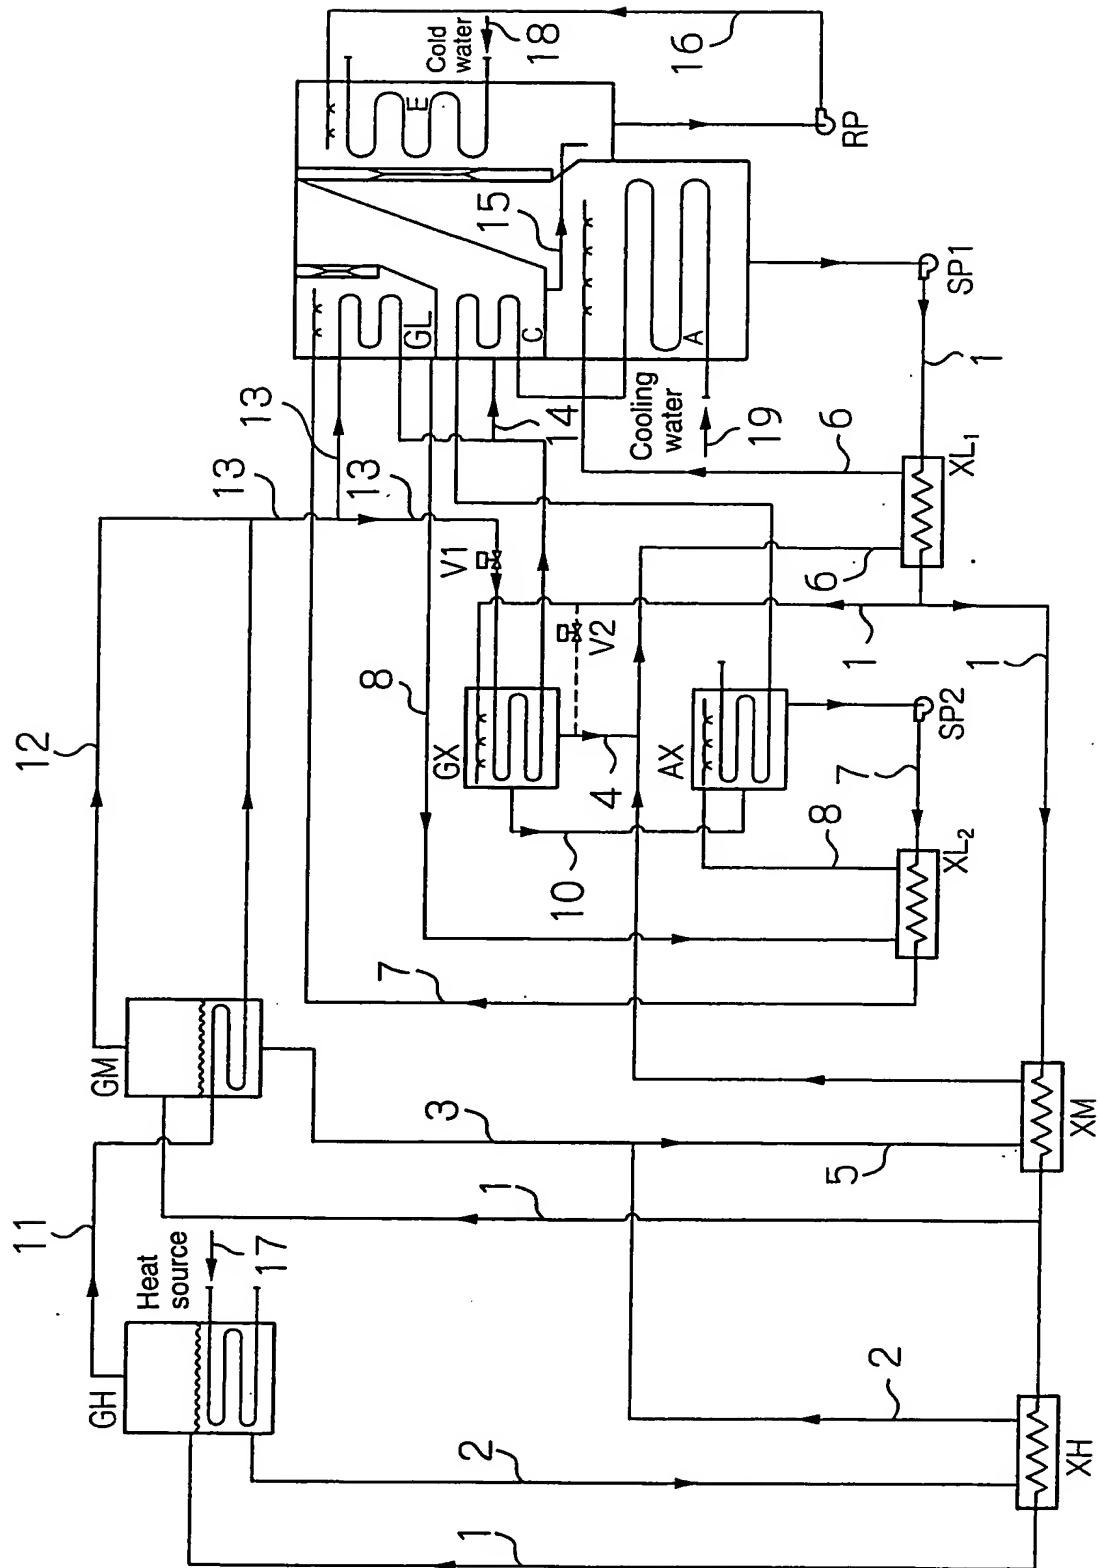 11
GH
Heat
source
17
2
1
2
XH
GM
12
3
1
5
XM
7
8
10
XL2
7
8
SP2
GX
4
AX
V1
V2
1
1
13
13
13
14
GL
C
15
E
Cold
water
18
16
RP
A
Cooling
water
19
6
6
XL1
1
SP1